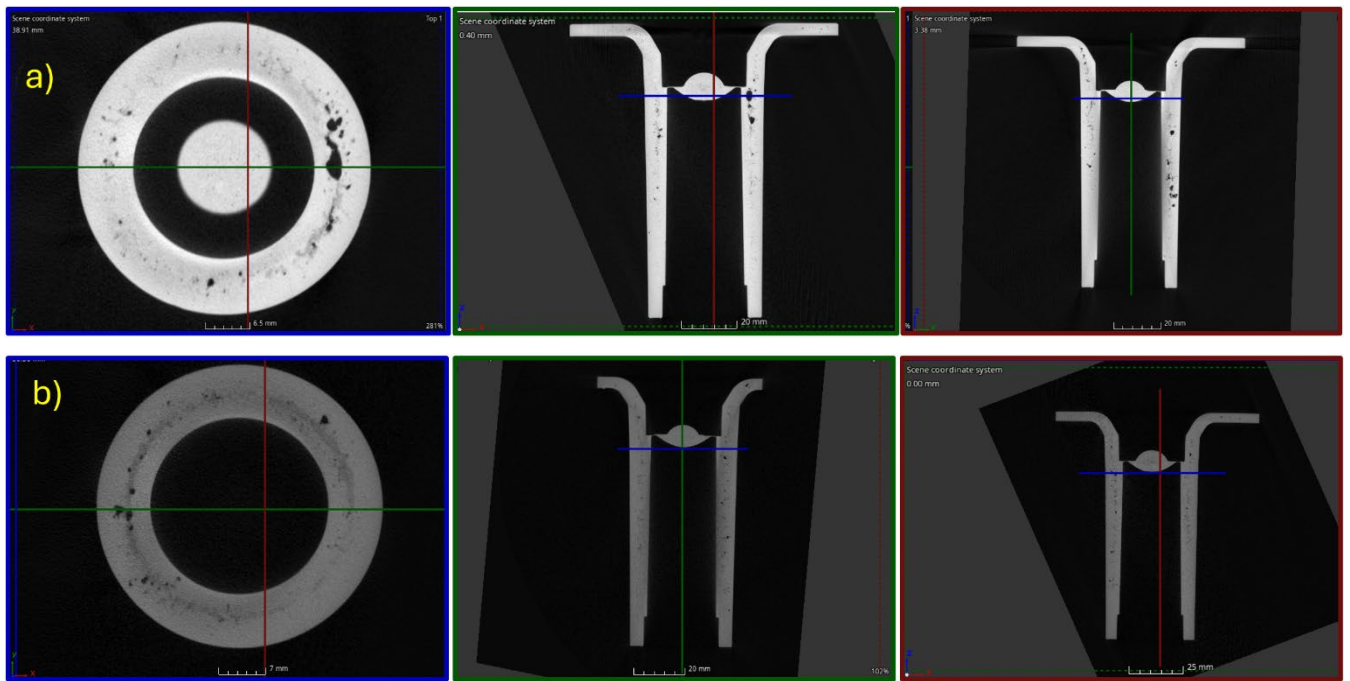 Scene coordinate system
38.91 mm
Top 1
a)
6.5 mm
281%
Scene coordinate system
0.40 mm
20 mm
1
Scene coordinate system
3.38 mm
%
20 mm
b)
7 mm
20 mm
102%
Scene coordinate system
0.00 mm
25 mm